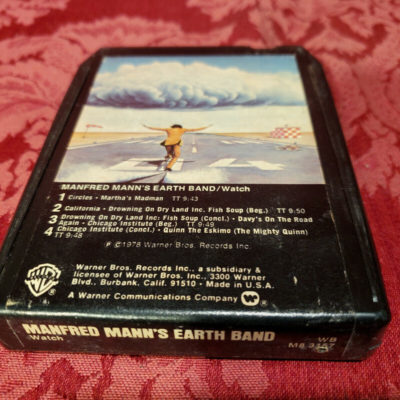 MANFRED MANN'S EARTH BAND/Watch
1 Circles • Martha's Madman TT 9:43
2 California • Drowning On Dry Land Inc. Fish Soup (Beg.) TT 9:50
3 Drowning On Dry Land Inc: Fish Soup (Concl.) • Davy's On The Road
Again • Chicago Institute (Beg.) TT 9:49
4 Chicago Institute (Concl.) • Quinn The Eskimo (The Mighty Quinn)
TT 9:48
℗©1978 Warner Bros. Records Inc.
Warner Bros. Records Inc., a subsidiary &
licensee of Warner Bros. Inc., 3300 Warner
Blvd., Burbank, Calif. 91510 • Made in U.S.A.
A Warner Communications Company
MANFRED MANN'S EARTH BAND
Watch
WB
M8 3157